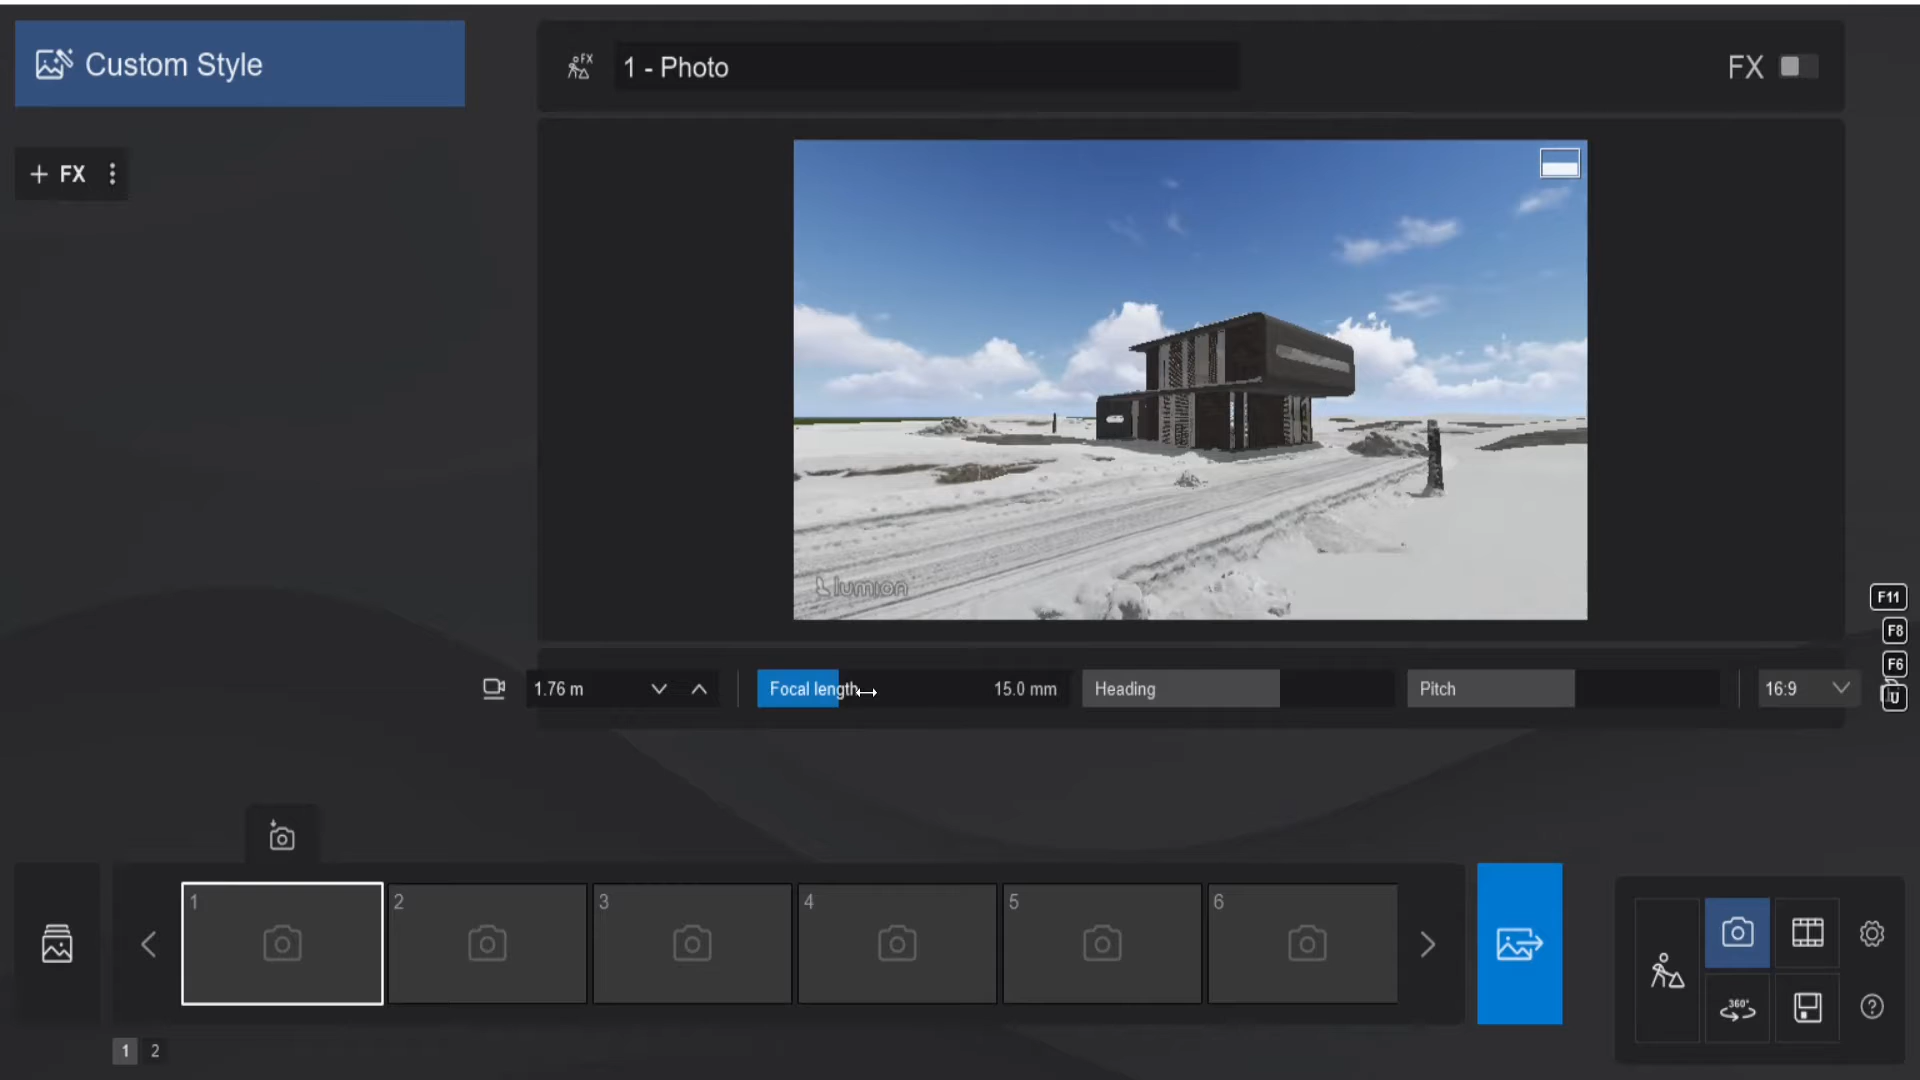 Custom Style
1 - Photo
FX
+ FX
lumion
F11
F8
F6
U
1.76 m
Focal length
15.0 mm
Heading
Pitch
16:9
1
2
3
4
5
6
360°
1
2